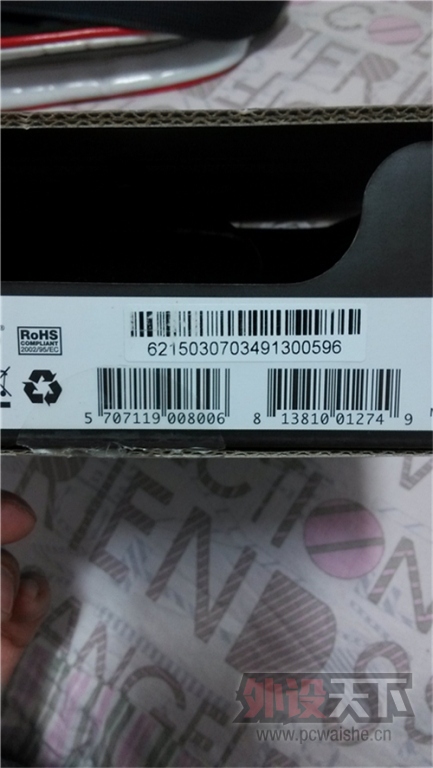 RoHS
COMPLIANT
2002/95/EC
6215030703491300596
5 707119 008006
8 13810 01274 9
外设天下
www.pcwaishe.cn